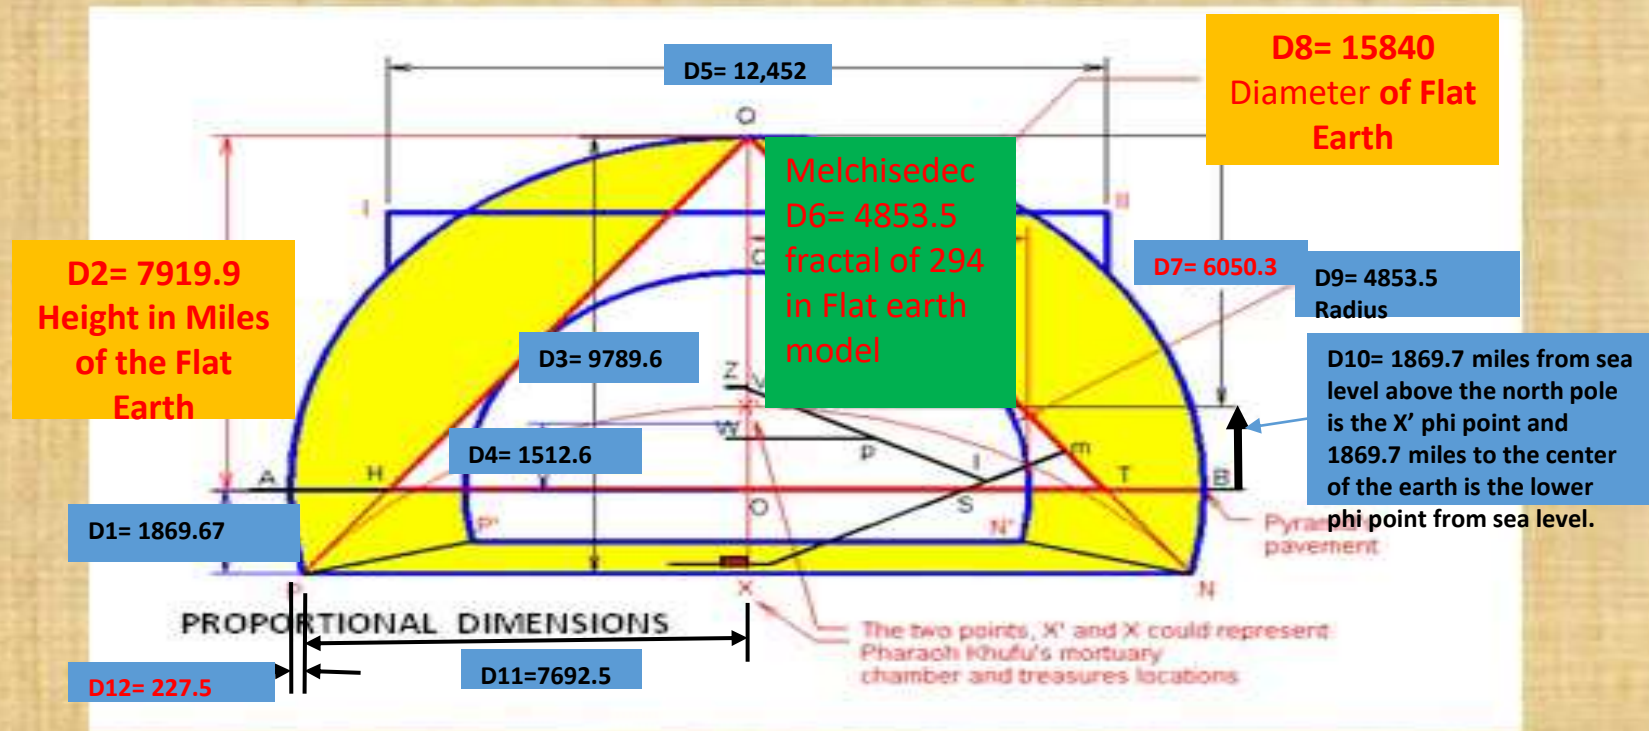 D5= 12,452
D8= 15840
Diameter of Flat
Earth
O
Melchisedec
D6= 4853.5
fractal of 294
in Flat earth
model
I
II
D2= 7919.9
Height in Miles
of the Flat
Earth
D7= 6050.3
D9= 4853.5
Radius
D3= 9789.6
D10= 1869.7 miles from sea
level above the north pole
is the X’ phi point and
1869.7 miles to the center
of the earth is the lower
phi point from sea level.
Z
W
D4= 1512.6
p
m
I
A
H
O
S
T
B
D1= 1869.67
P'
N'
pavement
N
X
PROPORTIONAL DIMENSIONS
The two points, X' and X could represent
Pharaoh Khufu's mortuary
chamber and treasures locations
D11=7692.5
D12= 227.5